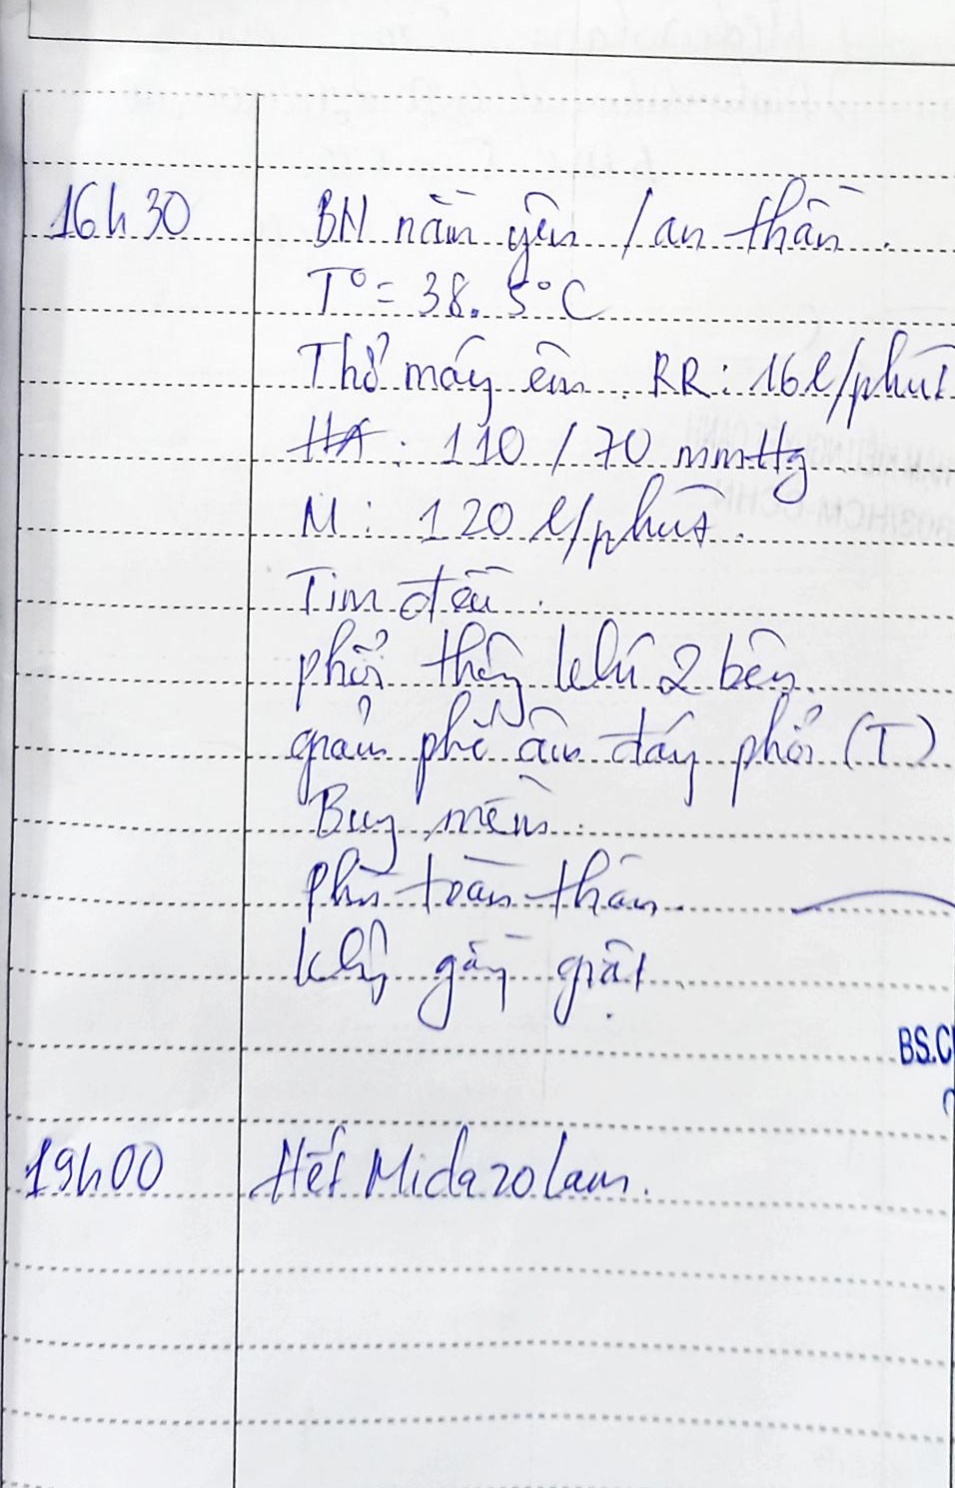 16h30 BN nằm yên / an thần.
T° = 38.5°C
Thở máy êm. RR: 16l/phút
HA: 110 / 70 mmHg
M: 120 l/phút.
Tim đều.
phổi thông khí 2 bên.
giảm phế âm đáy phổi (T)
Bụng mềm.
Phù toàn thân.
Không gồng giật.
BS.C
19h00 Hết Midazolam.